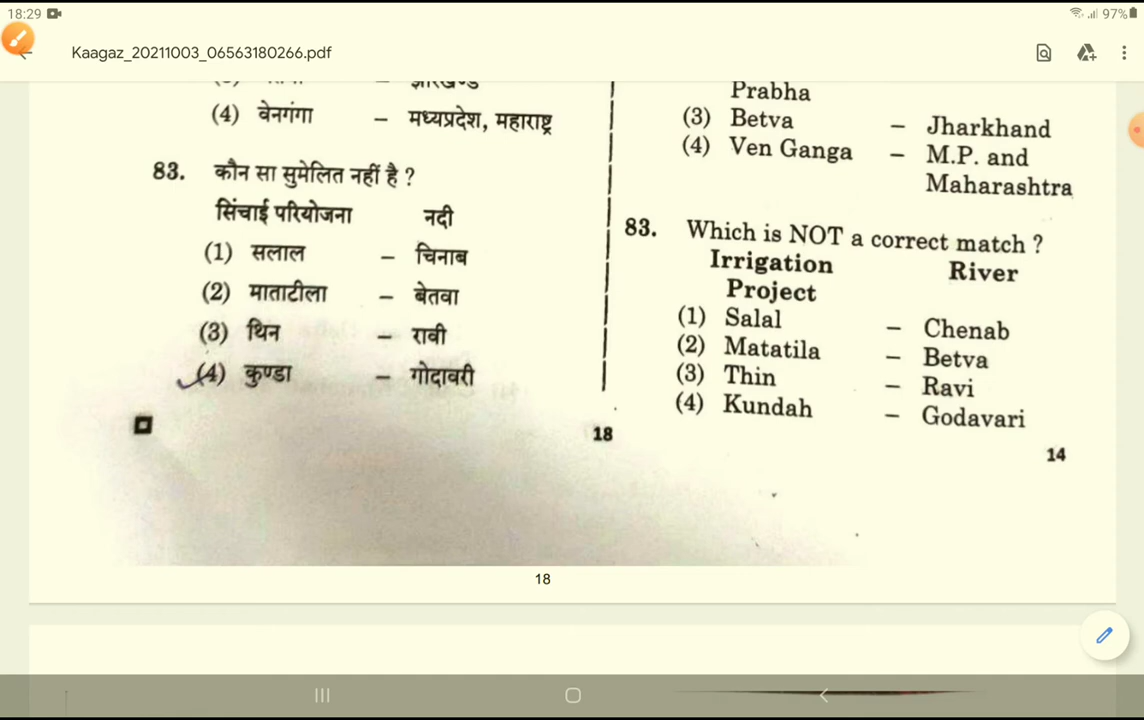 18:29
97%
Kaagaz_20211003_06563180266.pdf
झारखण्ड
(4) वेनगंगा – मध्यप्रदेश, महाराष्ट्र
83. कौन सा सुमेलित नहीं है ?
सिंचाई परियोजना नदी
(1) सलाल – चिनाब
(2) माताटीला – बेतवा
(3) थिन – रावी
(4) कुण्डा – गोदावरी
Prabha
(3) Betva – Jharkhand
(4) Ven Ganga – M.P. and
Maharashtra
83. Which is NOT a correct match ?
Irrigation River
Project
(1) Salal – Chenab
(2) Matatila – Betva
(3) Thin – Ravi
(4) Kundah – Godavari
18
14
18